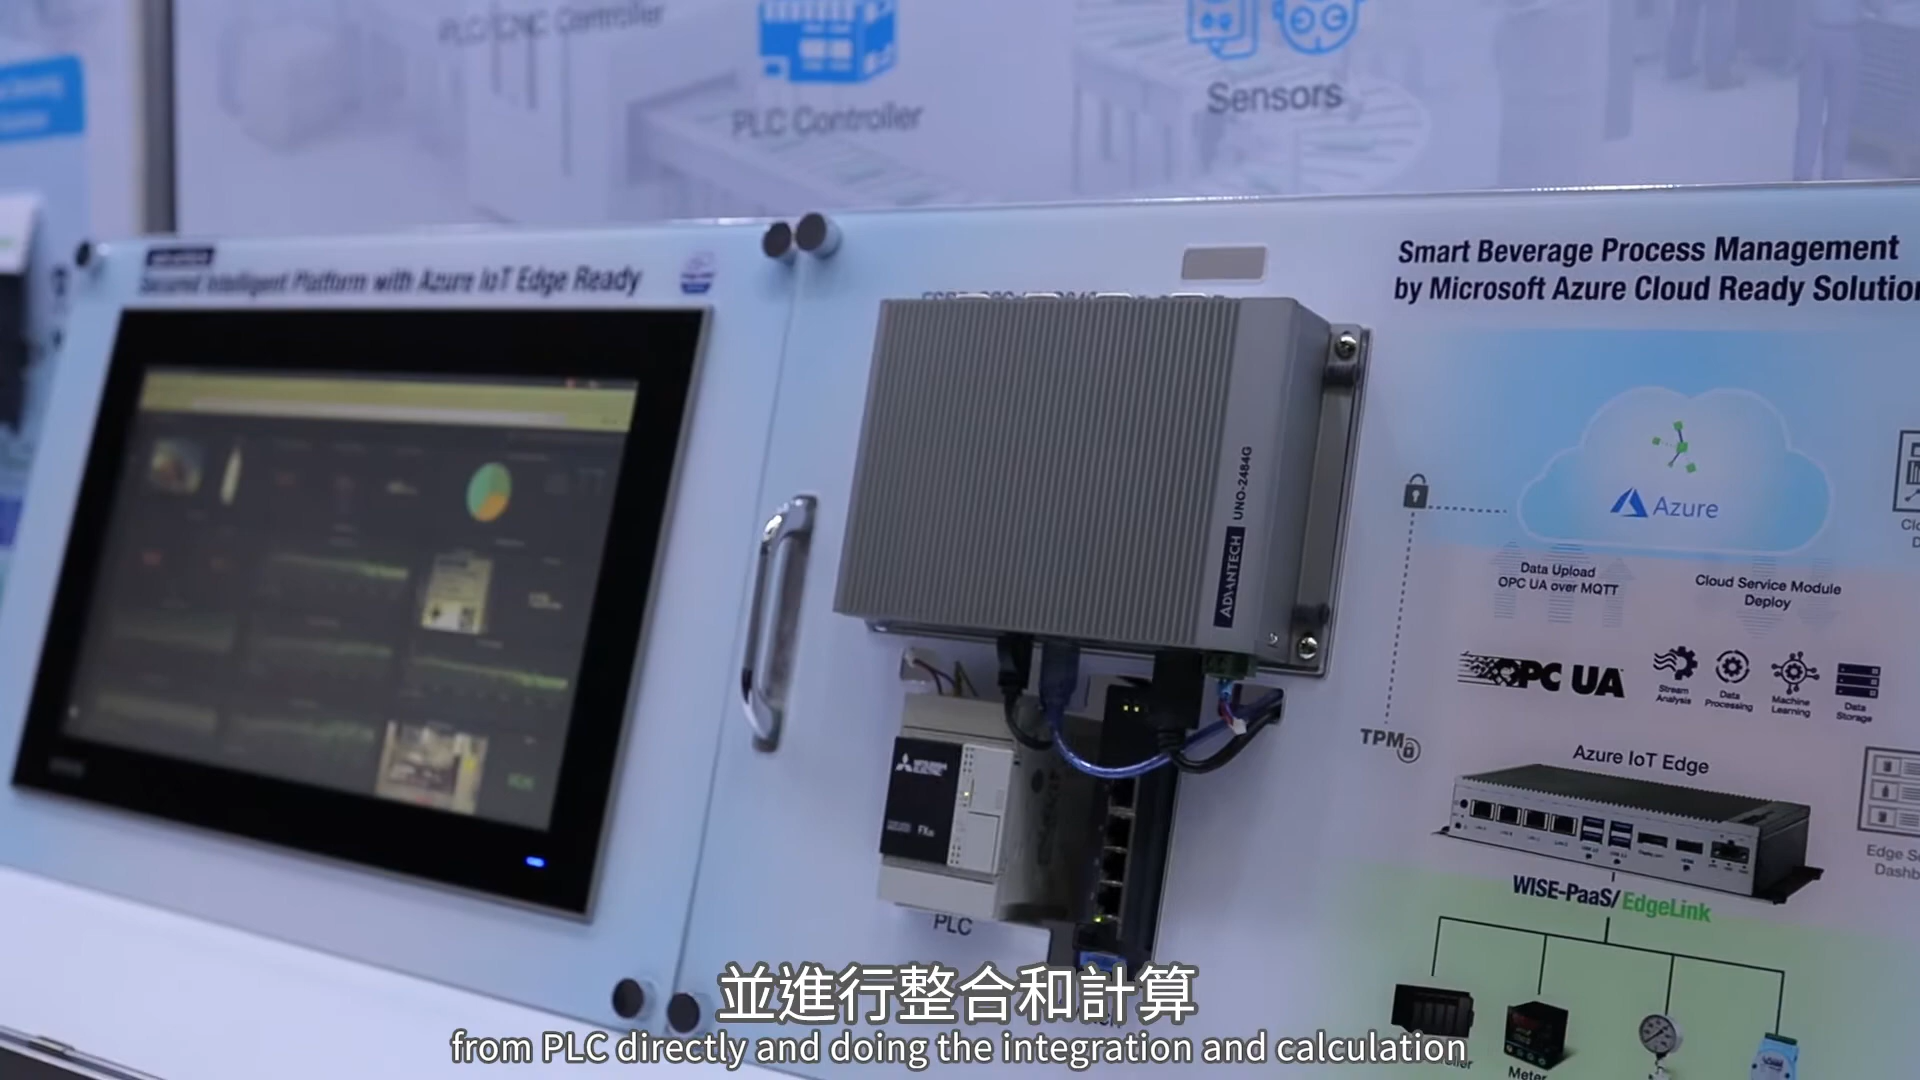 PLC/CNC Controller
PLC Controller
Sensors
Secured Intelligent Platform with Azure IoT Edge Ready
Smart Beverage Process Management
by Microsoft Azure Cloud Ready Solution
UNO-2484G
ADVANTECH
Azure
Data Upload
OPC UA over MQTT
Cloud Service Module
Deploy
OPC UA
Stream
Analysis
Data
Processing
Machine
Learning
Data
Storage
TPM
Azure IoT Edge
WISE-PaaS/EdgeLink
MITSUBISHI
ELECTRIC
PLC
Meter
並進行整合和計算
from PLC directly and doing the integration and calculation